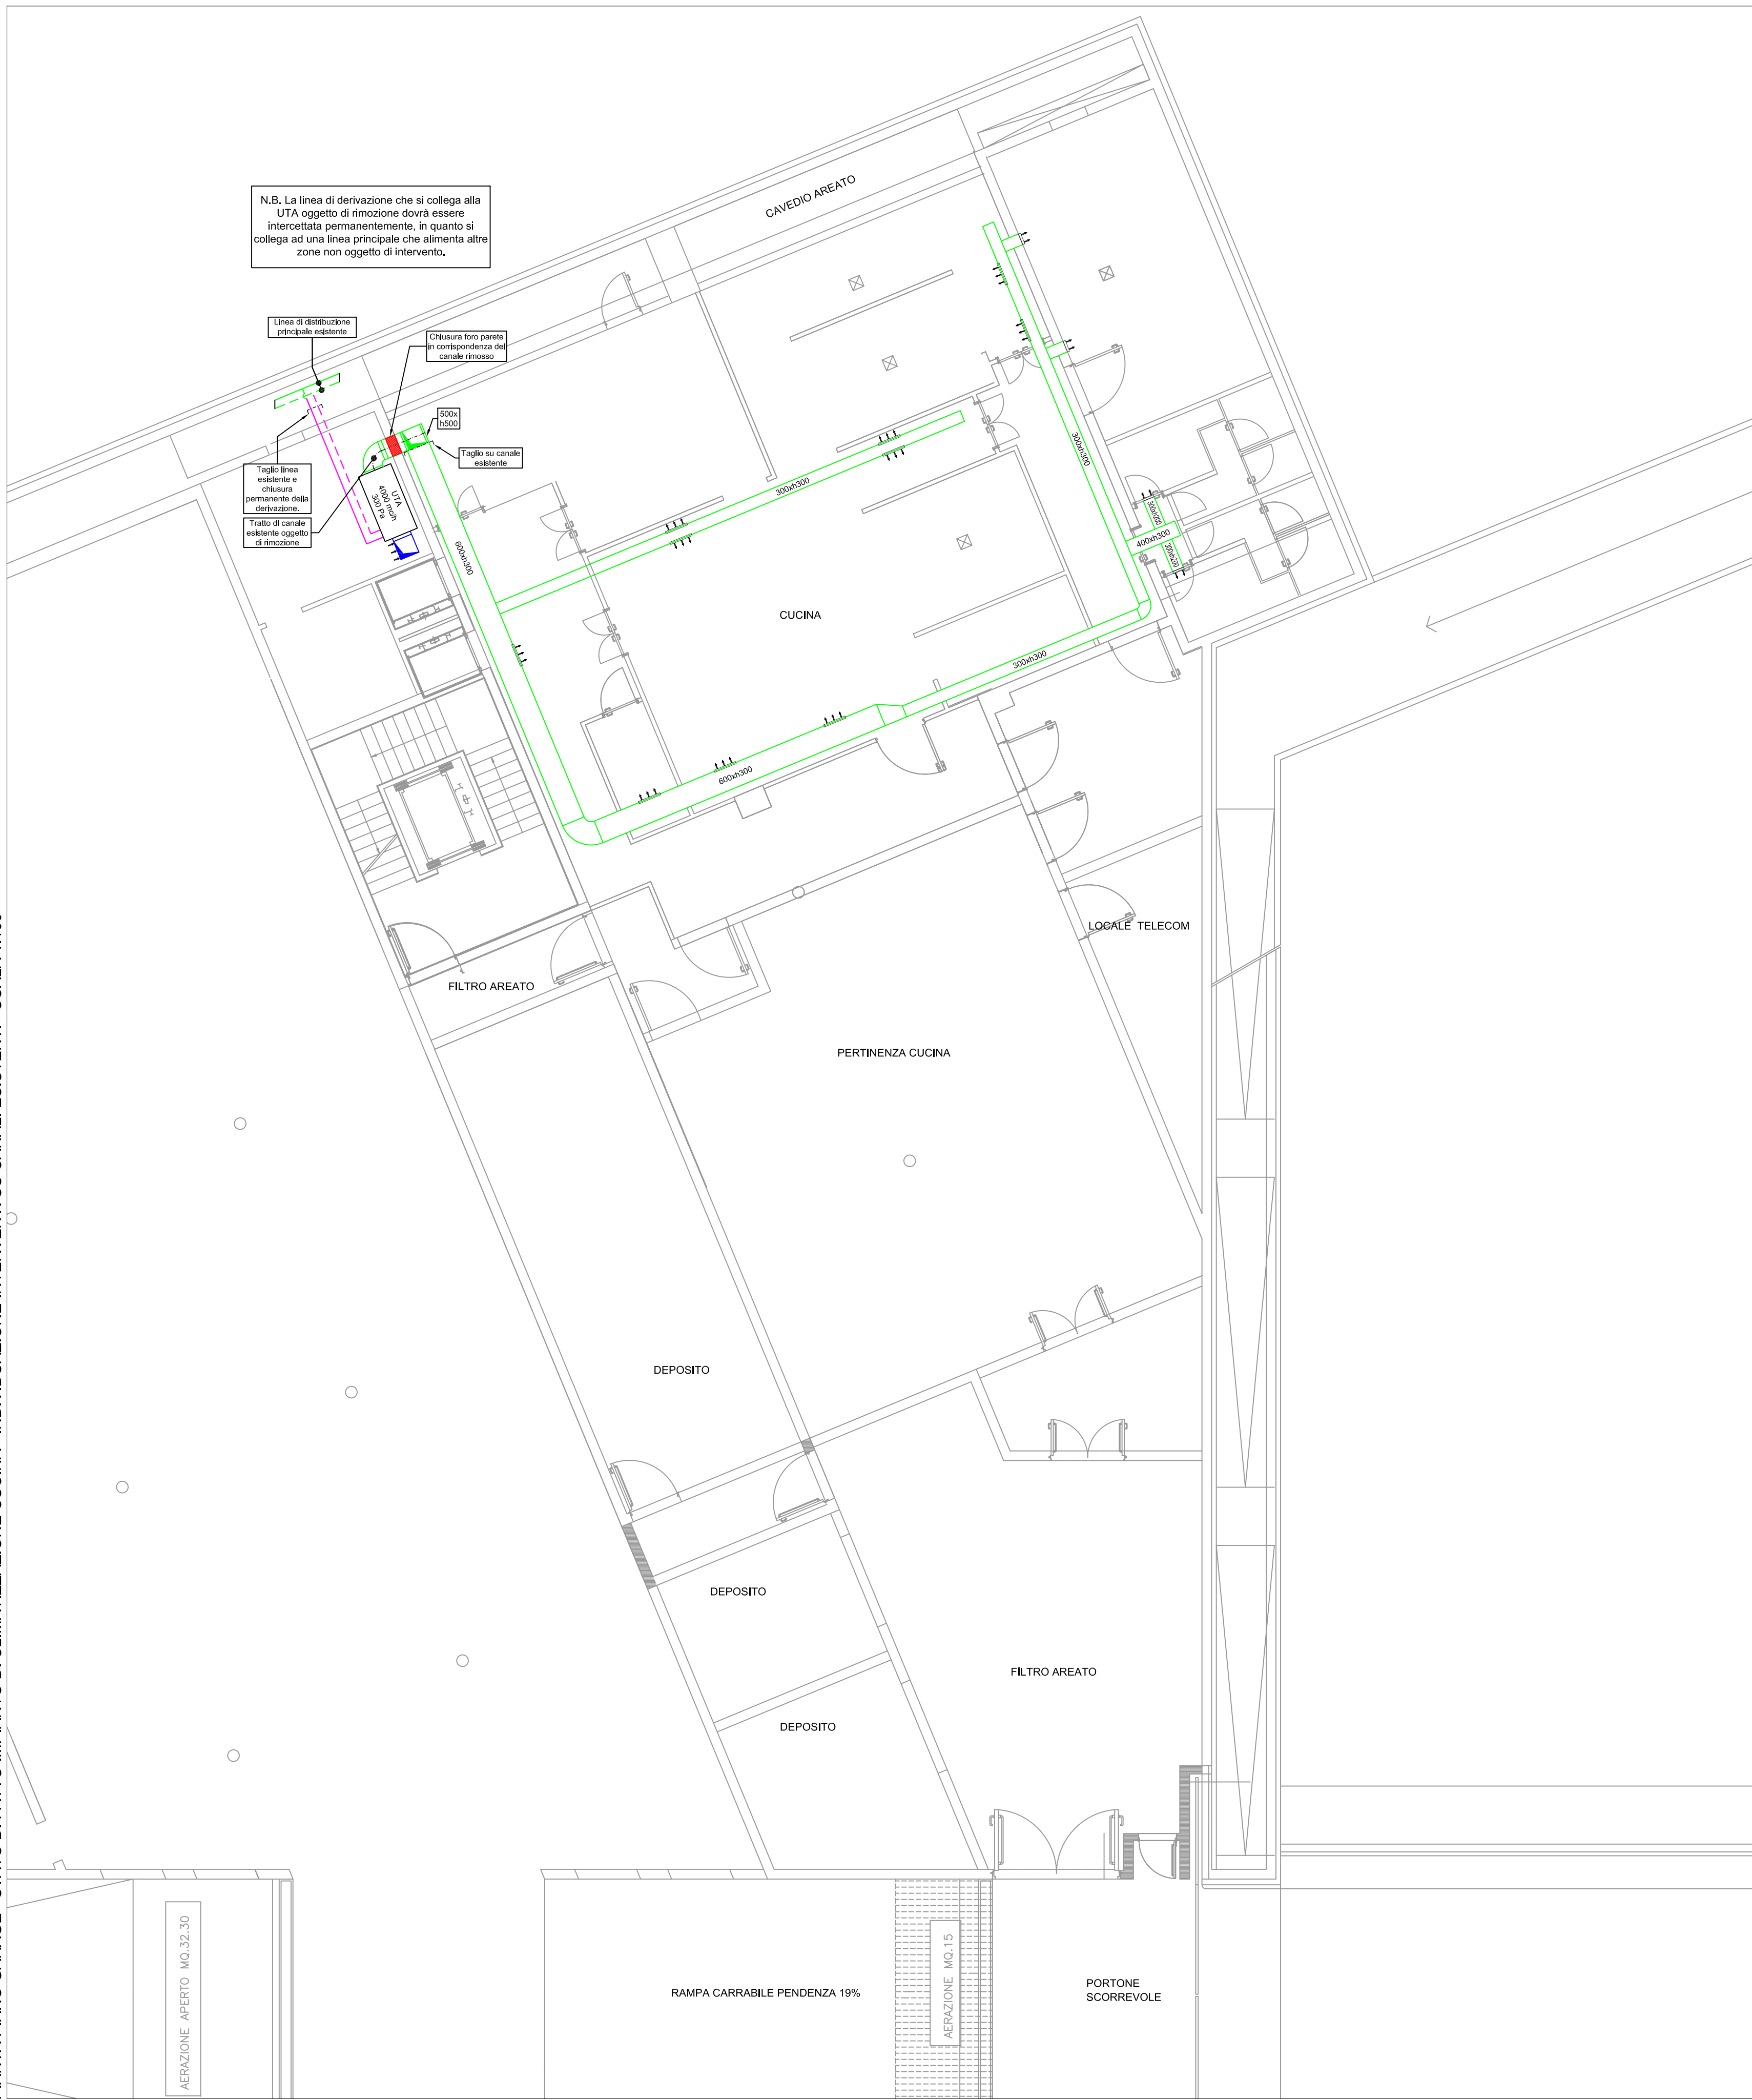 N.B. La linea di derivazione che si collega alla
UTA oggetto di rimozione dovrà essere
intercettata permanentemente, in quanto si
collega ad una linea principale che alimenta altre
zone non oggetto di intervento.
CAVEDIO AREATO
Linea di distribuzione
principale esistente
Chiusura foro parete
in corrispondenza del
canale rimosso
500x
h500
Taglio su canale
esistente
Taglio linea
esistente e
chiusura
permanente della
derivazione.
Tratto di canale
esistente oggetto
di rimozione
UTA
4000 mc/h
300 Pa
600xh300
300xh300
300xh300
300xh200
400xh300
300xh200
CUCINA
300xh300
600xh300
LOCALE TELECOM
FILTRO AREATO
PERTINENZA CUCINA
DEPOSITO
DEPOSITO
FILTRO AREATO
DEPOSITO
AERAZIONE APERTO MQ.32.30
RAMPA CARRABILE PENDENZA 19%
AERAZIONE MQ.15
PORTONE
SCORREVOLE